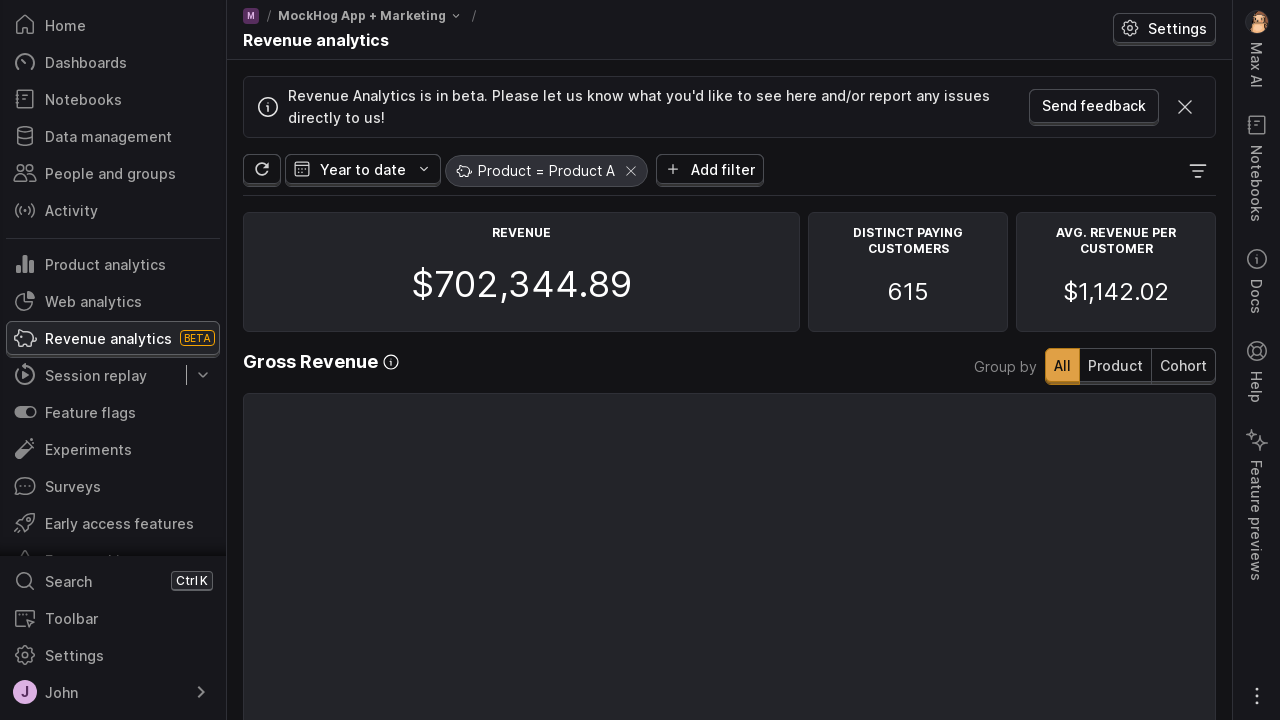 Home
Dashboards
Notebooks
Data management
People and groups
Activity
Product analytics
Web analytics
Revenue analytics BETA
Session replay
Feature flags
Experiments
Surveys
Early access features
Search Ctrl K
Toolbar
Settings
J John
M / MockHog App + Marketing /
Revenue analytics
Settings
Revenue Analytics is in beta. Please let us know what you'd like to see here and/or report any issues
directly to us!
Send feedback
Year to date
Product = Product A
Add filter
REVENUE
$702,344.89
DISTINCT PAYING
CUSTOMERS
615
AVG. REVENUE PER
CUSTOMER
$1,142.02
Gross Revenue
Group by All Product Cohort
Max AI
Notebooks
Docs
Help
Feature previews